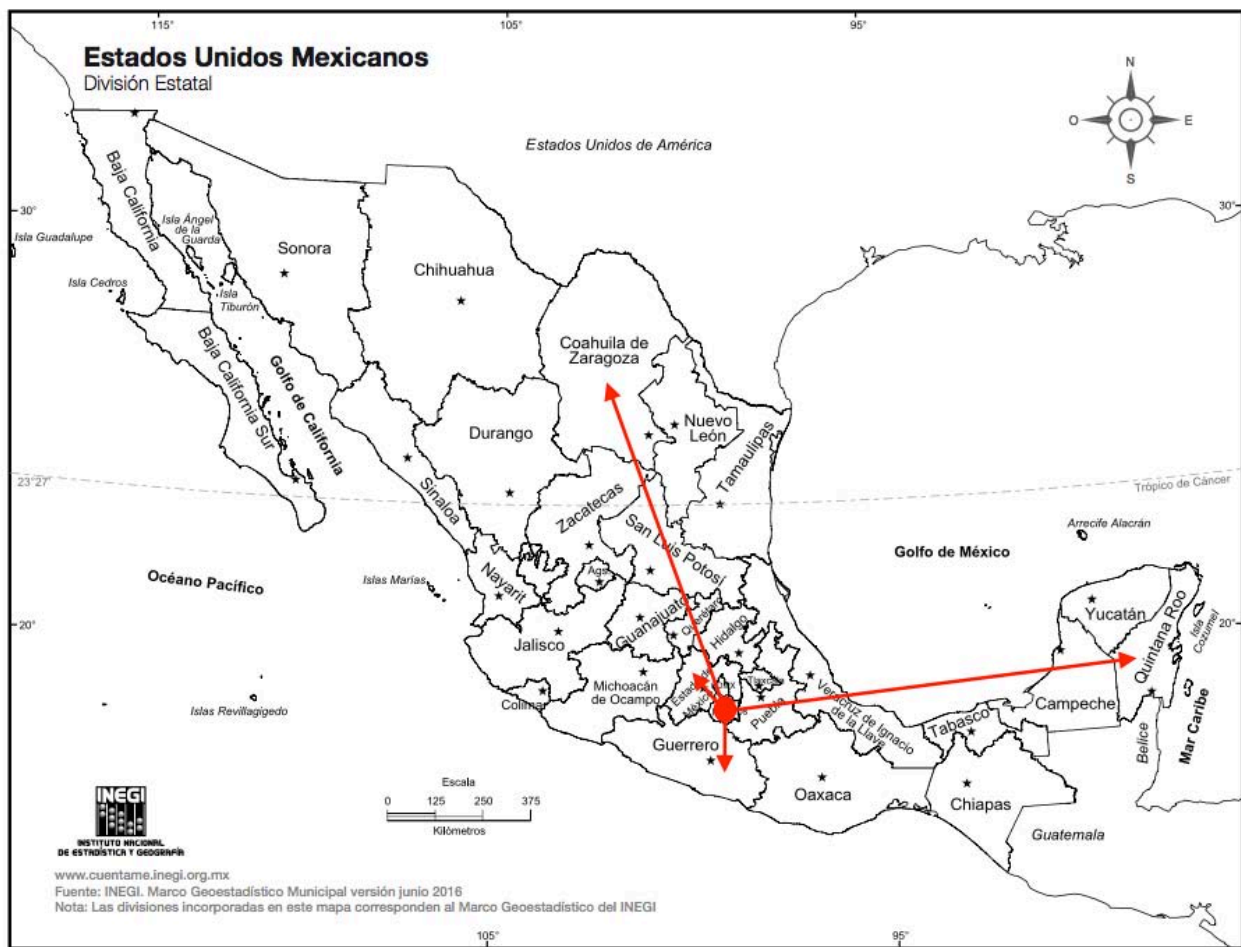 115°
105°
95°
Estados Unidos Mexicanos
División Estatal
N
O
E
S
Estados Unidos de América
30°
30°
Baja California
Isla Ángel
de la
Guarda
Isla Guadalupe
Sonora
Isla Cedros
Isla
Tiburón
Chihuahua
Coahuila de
Zaragoza
Baja California Sur
Golfo de California
Nuevo
León
Durango
Tamaulipas
23°27'
Sinaloa
Zacatecas
Trópico de Cáncer
San Luis Potosí
Arrecife Alacrán
Golfo de México
Océano Pacífico
Islas Marías
Nayarit
Ags.
Yucatán
Quintana Roo
Isla
Cozumel
20°
20°
Guanajuato
Querétaro
Hidalgo
Jalisco
Michoacán
de Ocampo
Estado de
México
Tlaxcala
Puebla
Colima
Veracruz de Ignacio
de la Llave
Campeche
Tabasco
Islas Revillagigedo
Guerrero
Belice
Mar Caribe
Oaxaca
Chiapas
Guatemala
Escala
0 125 250 375
Kilómetros
INEGI
INSTITUTO NACIONAL
DE ESTADÍSTICA Y GEOGRAFÍA
www.cuentame.inegi.org.mx
Fuente: INEGI. Marco Geoestadístico Municipal versión junio 2016
Nota: Las divisiones incorporadas en este mapa corresponden al Marco Geoestadístico del INEGI
105°
95°